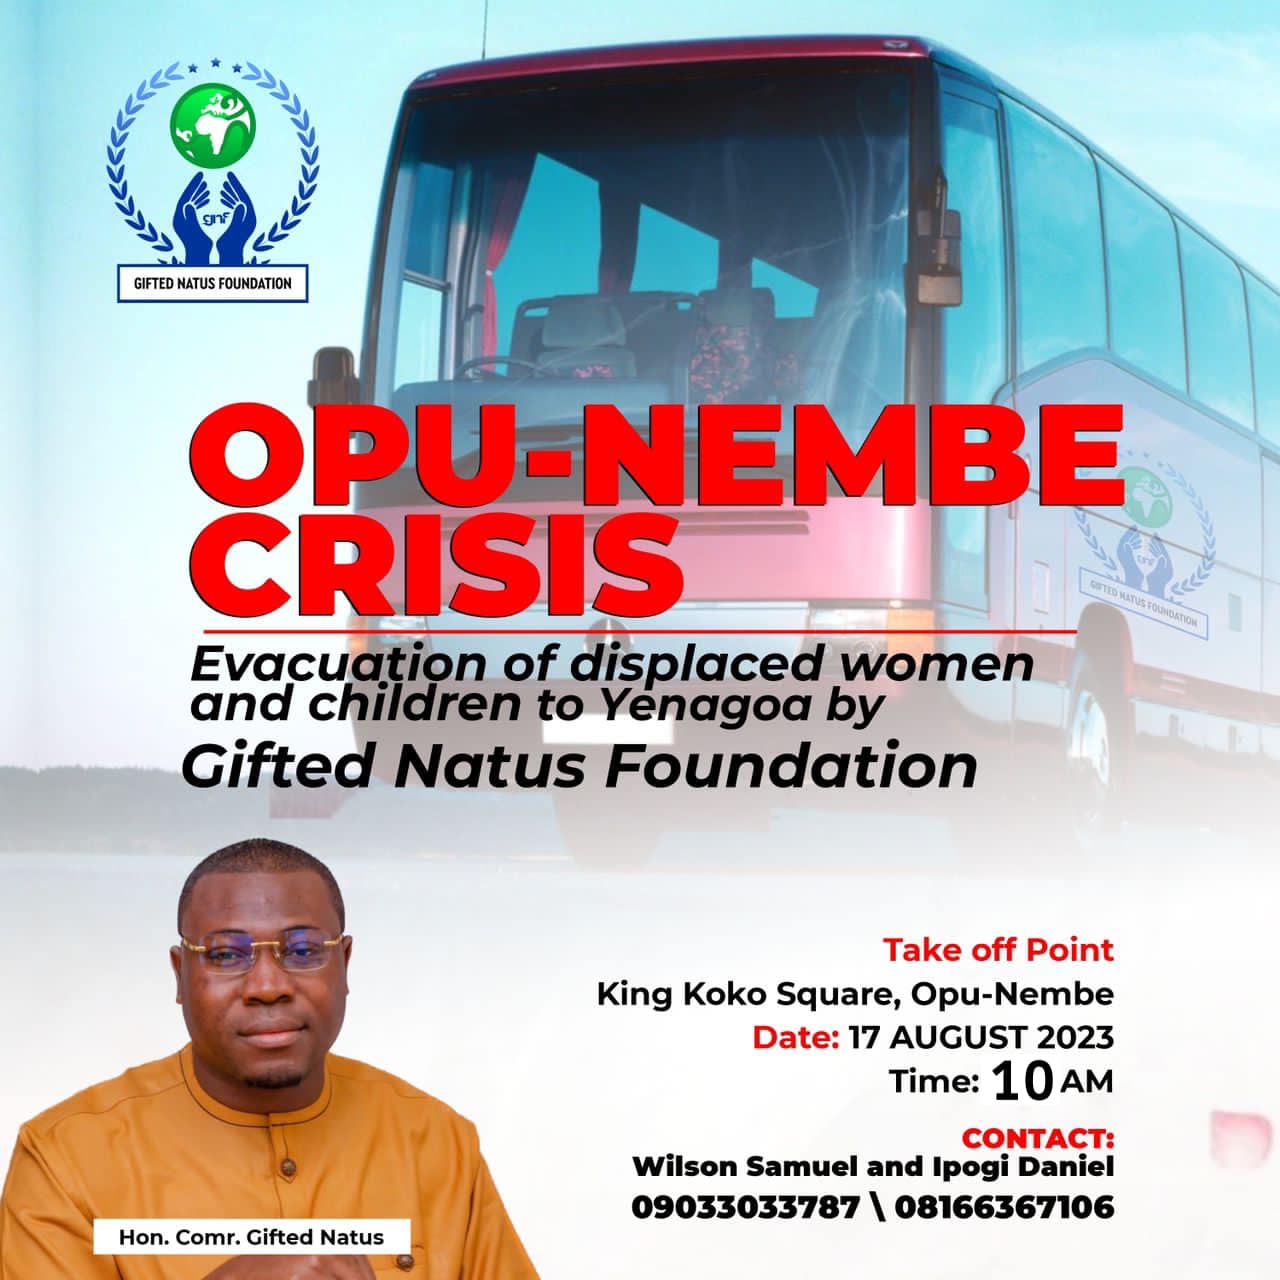 gnf
GIFTED NATUS FOUNDATION
OPU-NEMBE
CRISIS
gnf
GIFTED NATUS FOUNDATION
Evacuation of displaced women
and children to Yenagoa by
Gifted Natus Foundation
Take off Point
King Koko Square, Opu-Nembe
Date: 17 AUGUST 2023
Time: 10 AM
CONTACT:
Wilson Samuel and Ipogi Daniel
09033033787 \ 08166367106
Hon. Comr. Gifted Natus